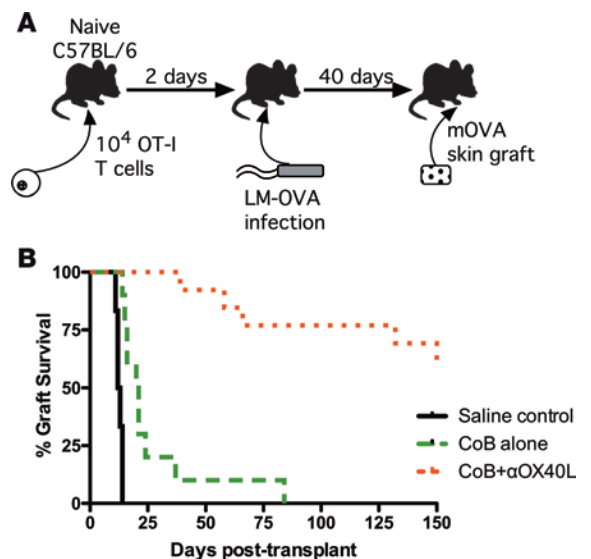 A
Naive
C57BL/6
2 days
40 days
10⁴ OT-I
T cells
LM-OVA
infection
mOVA
skin graft
B
% Graft Survival
100
75
50
25
0
0 25 50 75 100 125 150
Days post-transplant
Saline control
CoB alone
CoB+αOX40L